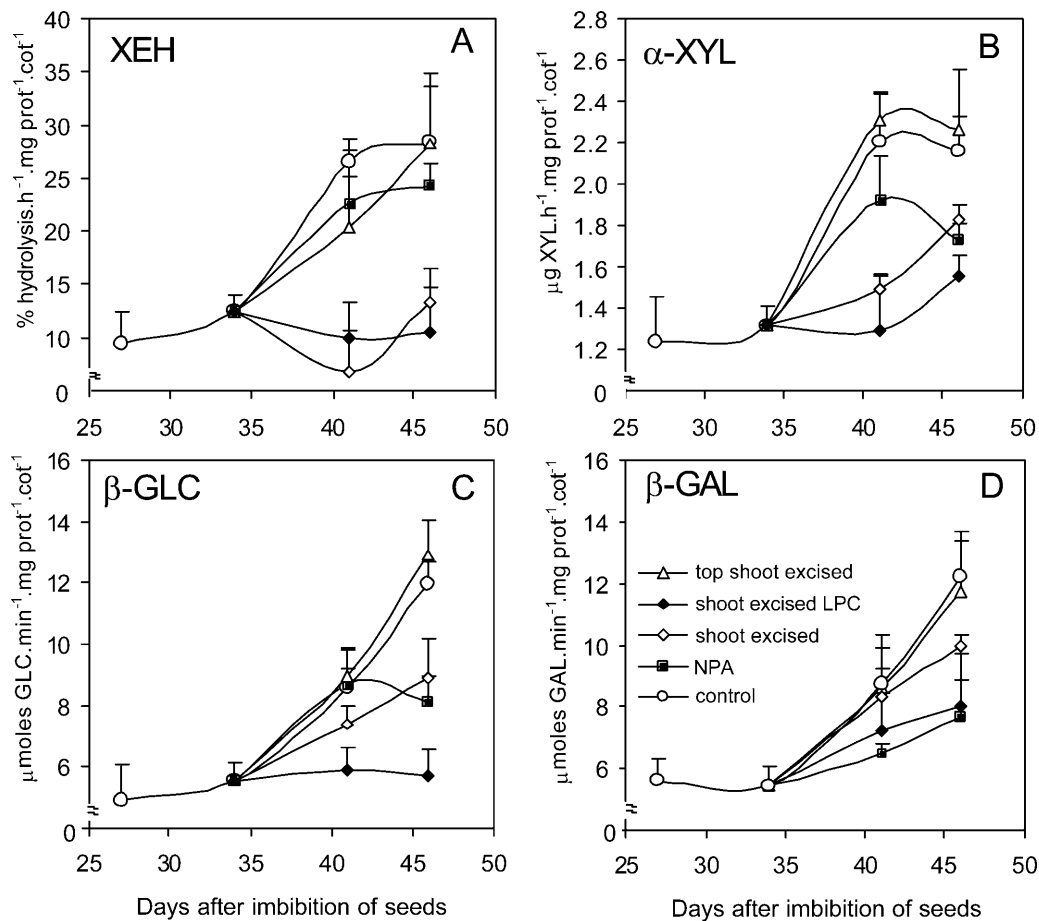 XEH
A
% hydrolysis.h⁻¹.mg prot⁻¹.cot⁻¹
40
35
30
25
20
15
10
0
25 30 35 40 45 50
α-XYL
B
μg XYL.h⁻¹.mg prot⁻¹.cot⁻¹
2.8
2.4
2.2
2.0
1.8
1.6
1.4
1.2
0
25 30 35 40 45 50
β-GLC
C
μmoles GLC.min⁻¹.mg prot⁻¹.cot⁻¹
16
14
12
10
8
6
0
25 30 35 40 45 50
Days after imbibition of seeds
β-GAL
D
μmoles GAL.min⁻¹.mg prot⁻¹.cot⁻¹
16
14
12
10
8
6
0
top shoot excised
shoot excised LPC
shoot excised
NPA
control
25 30 35 40 45 50
Days after imbibition of seeds